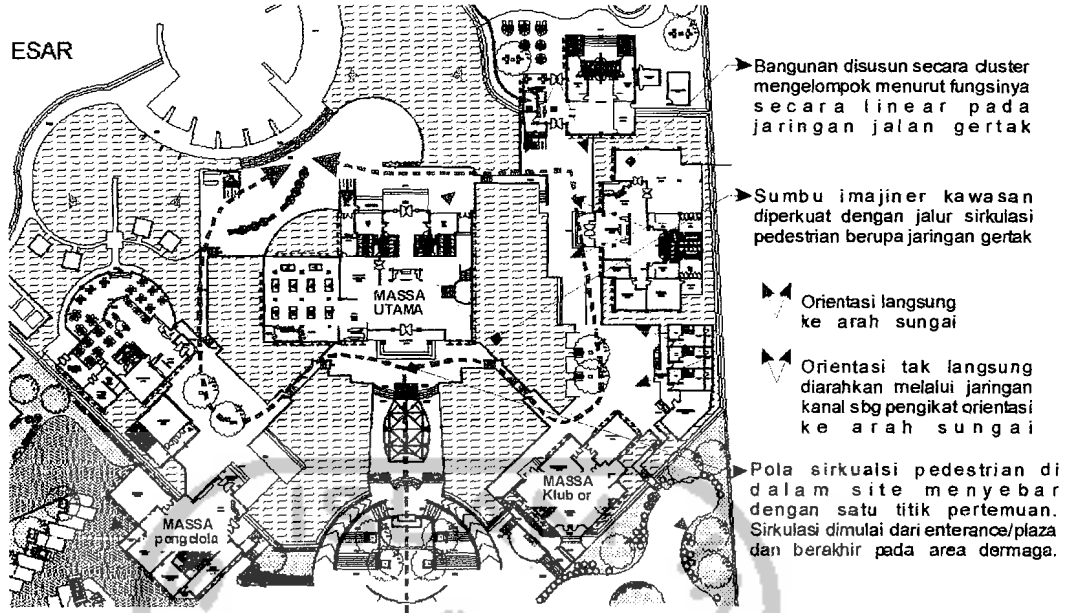 ESAR
Bangunan disusun secara cluster
mengelompok menurut fungsinya
secara linear pada
jaringan jalan gertak
Sumbu imajiner kawasan
diperkuat dengan jalur sirkulasi
pedestrian berupa jaringan gertak
Orientasi langsung
ke arah sungai
Orientasi tak langsung
diarahkan melalui jaringan
kanal sbg pengikat orientasi
ke arah sungai
Pola sirkualsi pedestrian di
dalam site menyebar
dengan satu titik pertemuan.
Sirkulasi dimulai dari enterance/plaza
dan berakhir pada area dermaga.
MASSA
UTAMA
MASSA
Klub or
MASSA
pengelola